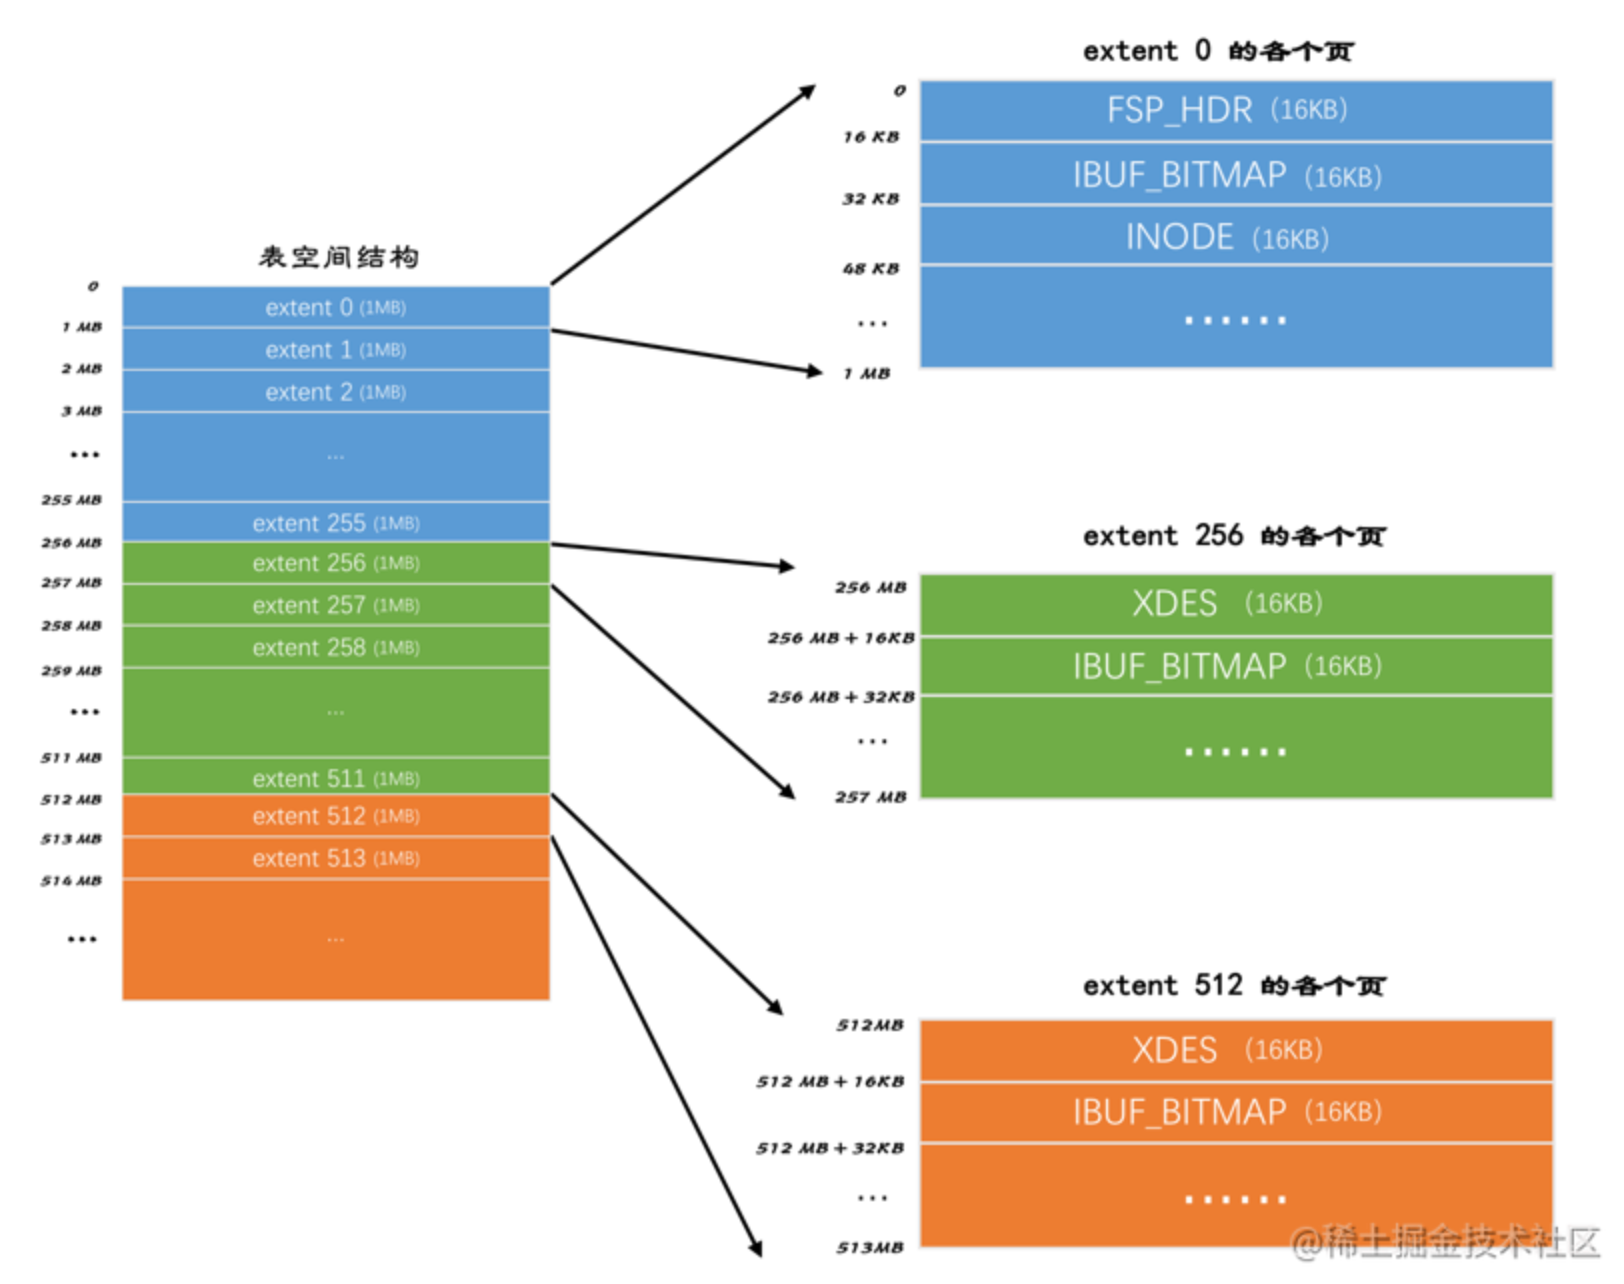 表空间结构
0
extent 0 (1MB)
1 MB
extent 1 (1MB)
2 MB
extent 2 (1MB)
3 MB
...
...
255 MB
extent 255 (1MB)
256 MB
extent 256 (1MB)
257 MB
extent 257 (1MB)
258 MB
extent 258 (1MB)
259 MB
...
...
511 MB
extent 511 (1MB)
512 MB
extent 512 (1MB)
513 MB
extent 513 (1MB)
514 MB
...
...
extent 0 的各个页
0
FSP_HDR (16KB)
16 KB
IBUF_BITMAP (16KB)
32 KB
INODE (16KB)
48 KB
...
......
1 MB
extent 256 的各个页
256 MB
XDES (16KB)
256 MB + 16KB
IBUF_BITMAP (16KB)
256 MB + 32KB
...
......
257 MB
extent 512 的各个页
512MB
XDES (16KB)
512 MB + 16KB
IBUF_BITMAP (16KB)
512 MB + 32KB
...
......
513MB
@稀土掘金技术社区